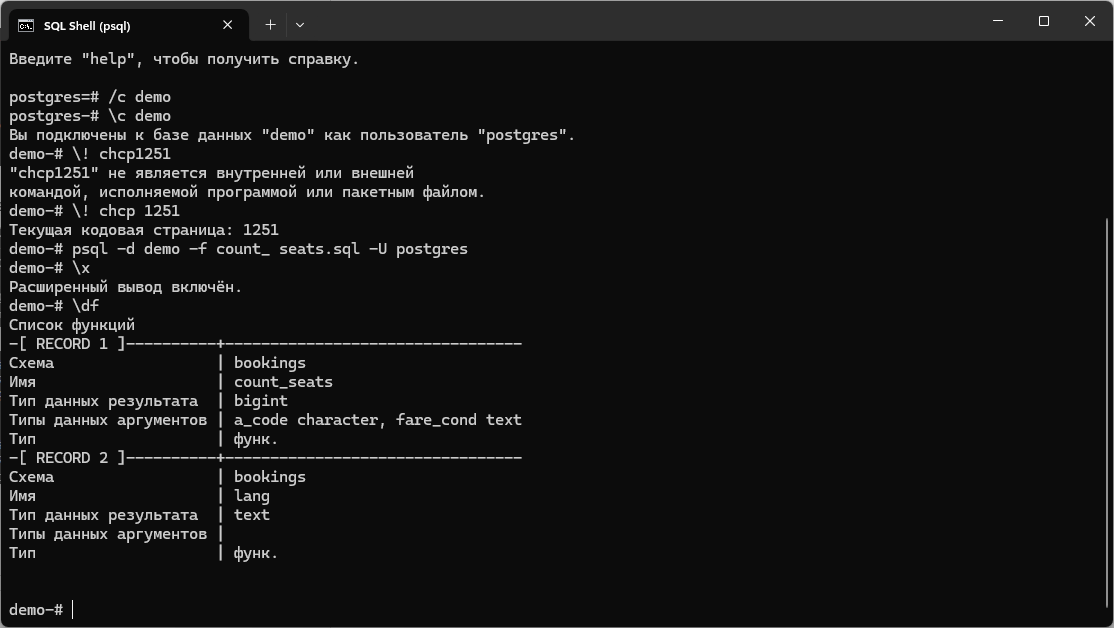 SQL Shell (psql)
Введите "help", чтобы получить справку.
postgres=# /c demo
postgres-# \c demo
Вы подключены к базе данных "demo" как пользователь "postgres".
demo-# \! chcp1251
"chcp1251" не является внутренней или внешней
командой, исполняемой программой или пакетным файлом.
demo-# \! chcp 1251
Текущая кодовая страница: 1251
demo-# psql -d demo -f count_ seats.sql -U postgres
demo-# \x
Расширенный вывод включён.
demo-# \df
Список функций
-[ RECORD 1 ]----------+---------------------------------
Схема                  | bookings
Имя                    | count_seats
Тип данных результата  | bigint
Типы данных аргументов | a_code character, fare_cond text
Тип                    | функ.
-[ RECORD 2 ]----------+---------------------------------
Схема                  | bookings
Имя                    | lang
Тип данных результата  | text
Типы данных аргументов |
Тип                    | функ.
demo-#